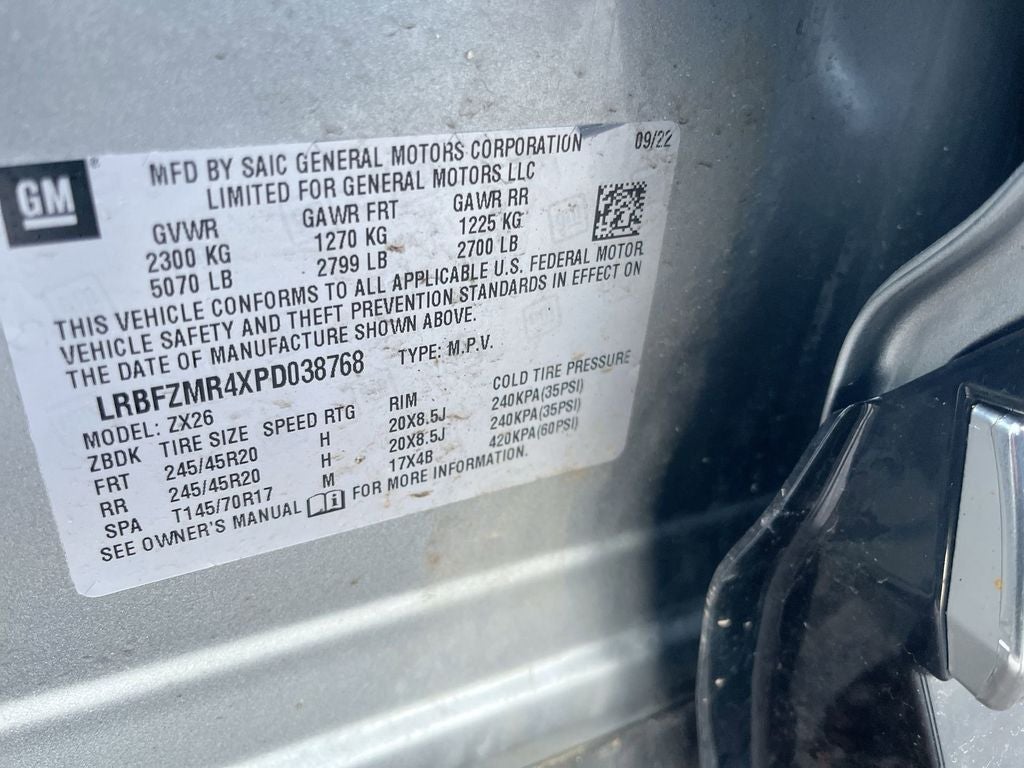 GM
MFD BY SAIC GENERAL MOTORS CORPORATION 09/22
LIMITED FOR GENERAL MOTORS LLC
GVWR GAWR FRT GAWR RR
2300 KG 1270 KG 1225 KG
5070 LB 2799 LB 2700 LB
THIS VEHICLE CONFORMS TO ALL APPLICABLE U.S. FEDERAL MOTOR
VEHICLE SAFETY AND THEFT PREVENTION STANDARDS IN EFFECT ON
THE DATE OF MANUFACTURE SHOWN ABOVE.
LRBFZMR4XPD038768 TYPE: M.P.V.
MODEL: ZX26
ZBDK TIRE SIZE SPEED RTG RIM COLD TIRE PRESSURE
FRT 245/45R20 H 20X8.5J 240KPA(35PSI)
RR 245/45R20 H 20X8.5J 240KPA(35PSI)
SPA T145/70R17 M 17X4B 420KPA(60PSI)
SEE OWNER'S MANUAL FOR MORE INFORMATION.